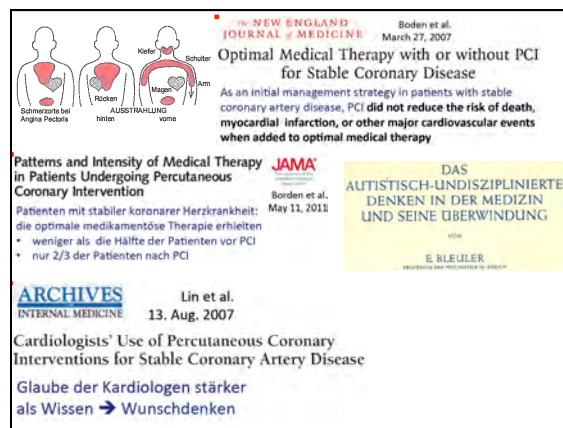 Kiefer
Schulter
Arm
Magen
Rücken
Schmerzorte bei
Angina Pectoris
AUSSTRAHLUNG
hinten
vorne
The NEW ENGLAND
JOURNAL of MEDICINE
Boden et al.
March 27, 2007
Optimal Medical Therapy with or without PCI
for Stable Coronary Disease
As an initial management strategy in patients with stable
coronary artery disease, PCI did not reduce the risk of death,
myocardial infarction, or other major cardiovascular events
when added to optimal medical therapy
Patterns and Intensity of Medical Therapy
in Patients Undergoing Percutaneous
Coronary Intervention
JAMA
Borden et al.
May 11, 2011
Patienten mit stabiler koronarer Herzkrankheit:
die optimale medikamentöse Therapie erhielten
• weniger als die Hälfte der Patienten vor PCI
• nur 2/3 der Patienten nach PCI
DAS
AUTISTISCH-UNDISZIPLINIERTE
DENKEN IN DER MEDIZIN
UND SEINE ÜBERWINDUNG
VON
E. BLEULER
ARCHIVES
OF
INTERNAL MEDICINE
Lin et al.
13. Aug. 2007
Cardiologists' Use of Percutaneous Coronary
Interventions for Stable Coronary Artery Disease
Glaube der Kardiologen stärker
als Wissen ➔ Wunschdenken